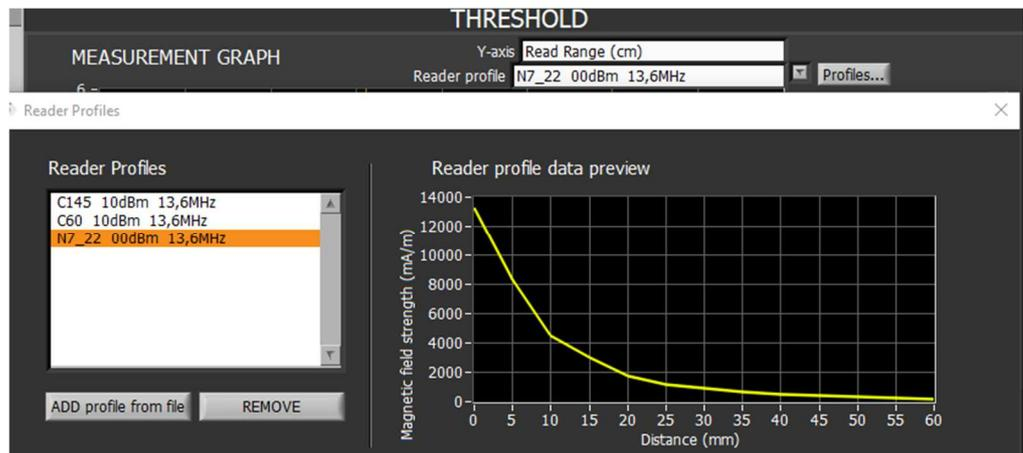 THRESHOLD
MEASUREMENT GRAPH
Y-axis Read Range (cm)
Reader profile N7_22 00dBm 13,6MHz
Profiles...
6
Reader Profiles
Reader Profiles
C145 10dBm 13,6MHz
C60 10dBm 13,6MHz
N7_22 00dBm 13,6MHz
ADD profile from file
REMOVE
Reader profile data preview
Magnetic field strength (mA/m)
14000
12000
10000
8000
6000
4000
2000
0
0 5 10 15 20 25 30 35 40 45 50 55 60
Distance (mm)